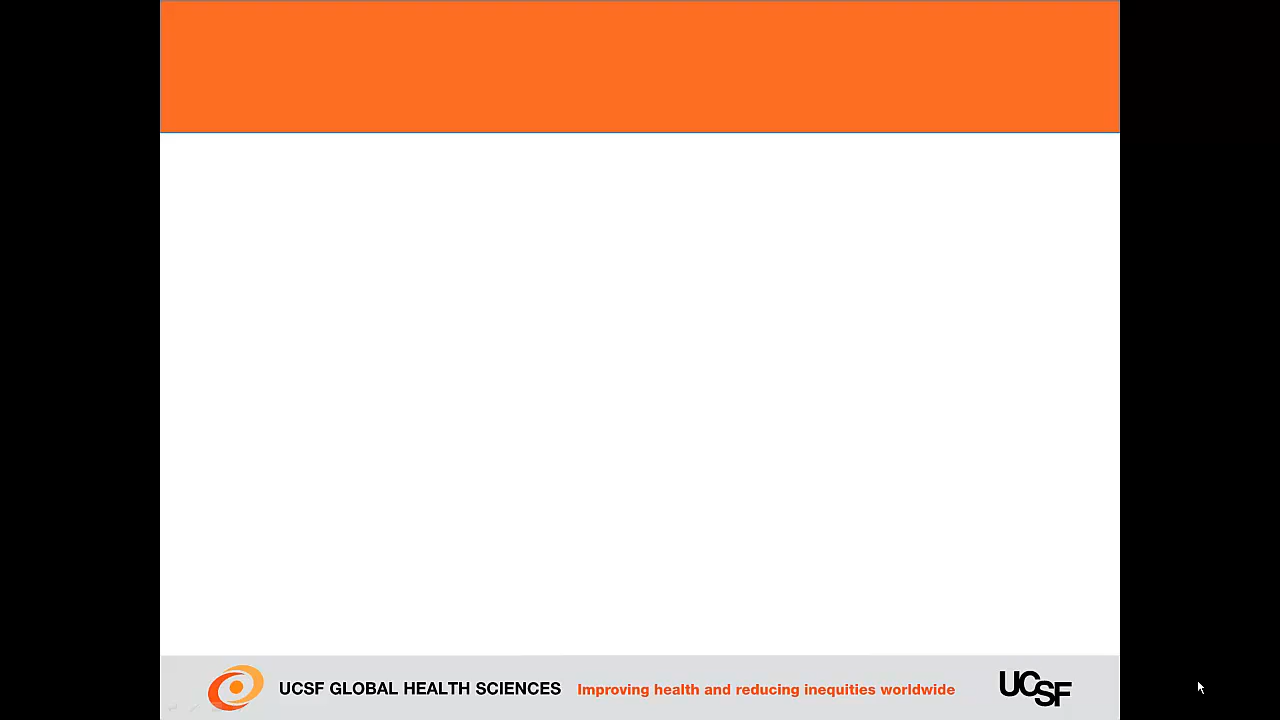 UCSF GLOBAL HEALTH SCIENCES Improving health and reducing inequities worldwide UCSF